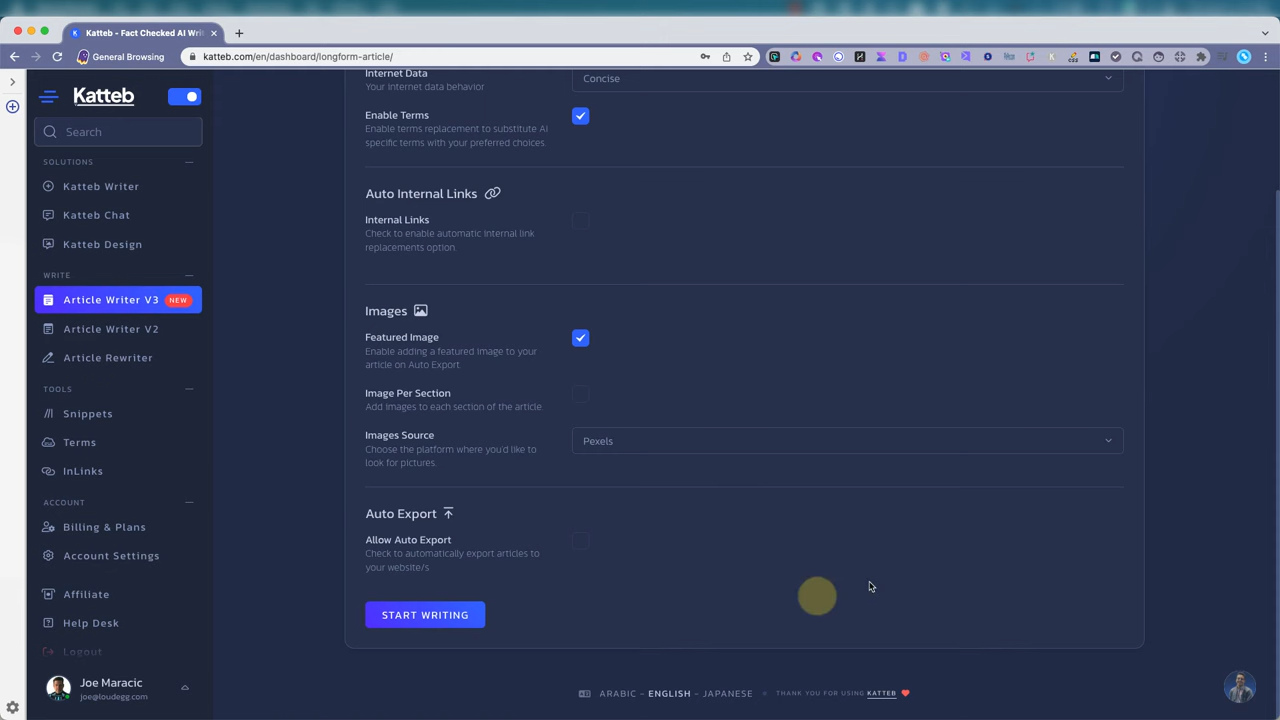 Katteb - Fact Checked AI Wri
General Browsing
katteb.com/en/dashboard/longform-article/
Katteb
Search
SOLUTIONS
Katteb Writer
Katteb Chat
Katteb Design
WRITE
Article Writer V3 NEW
Article Writer V2
Article Rewriter
TOOLS
Snippets
Terms
InLinks
ACCOUNT
Billing & Plans
Account Settings
Affiliate
Help Desk
Logout
Joe Maracic
joe@loudegg.com
Internet Data
Your internet data behavior
Concise
Enable Terms
Enable terms replacement to substitute AI
specific terms with your preferred choices.
Auto Internal Links
Internal Links
Check to enable automatic internal link
replacements option.
Images
Featured Image
Enable adding a featured image to your
article on Auto Export
Image Per Section
Add images to each section of the article.
Images Source
Choose the platform where you'd like to
look for pictures.
Pexels
Auto Export
Allow Auto Export
Check to automatically export articles to
your website/s
START WRITING
ARABIC – ENGLISH – JAPANESE
THANK YOU FOR USING KATTEB